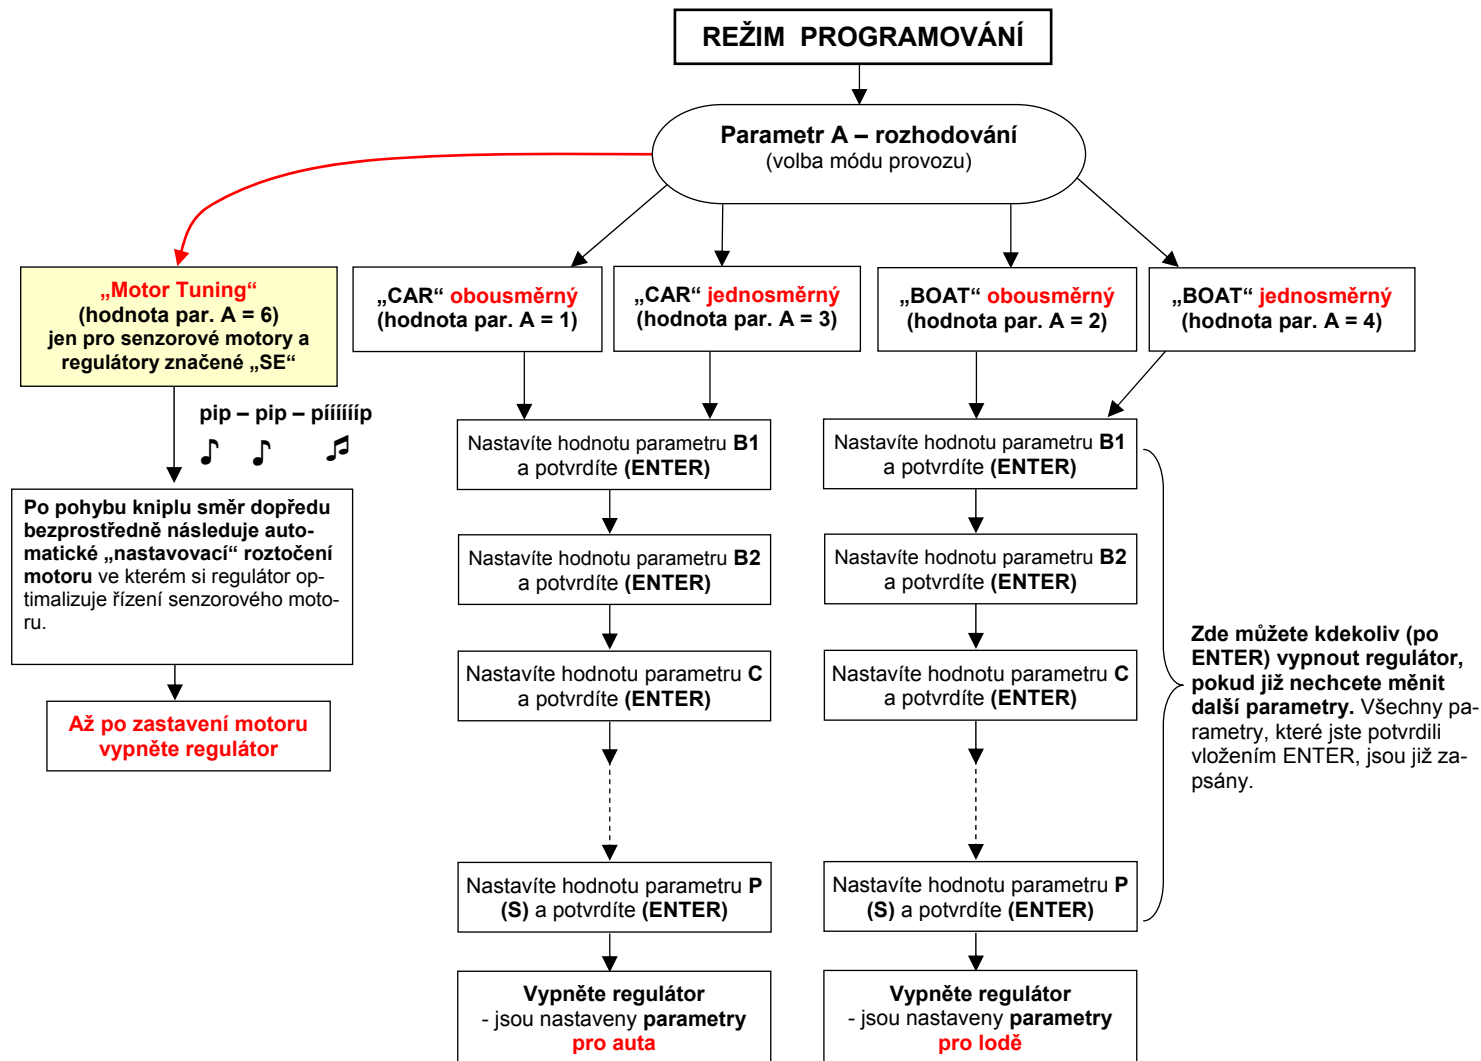 REŽIM PROGRAMOVÁNÍ
Parametr A – rozhodování
(volba módu provozu)
„Motor Tuning“
(hodnota par. A = 6)
jen pro senzorové motory a
regulátory značené „SE“
„CAR“ obousměrný
(hodnota par. A = 1)
„CAR“ jednosměrný
(hodnota par. A = 3)
„BOAT“ obousměrný
(hodnota par. A = 2)
„BOAT“ jednosměrný
(hodnota par. A = 4)
pip – pip – píííííp
Po pohybu kniplu směr dopředu
bezprostředně následuje auto-
matické „nastavovací“ roztočení
motoru ve kterém si regulátor op-
timalizuje řízení senzorového moto-
ru.
Až po zastavení motoru
vypněte regulátor
Nastavíte hodnotu parametru B1
a potvrdíte (ENTER)
Nastavíte hodnotu parametru B2
a potvrdíte (ENTER)
Nastavíte hodnotu parametru C
a potvrdíte (ENTER)
Nastavíte hodnotu parametru P
(S) a potvrdíte (ENTER)
Vypněte regulátor
- jsou nastaveny parametry
pro auta
Nastavíte hodnotu parametru B1
a potvrdíte (ENTER)
Nastavíte hodnotu parametru B2
a potvrdíte (ENTER)
Nastavíte hodnotu parametru C
a potvrdíte (ENTER)
Nastavíte hodnotu parametru P
(S) a potvrdíte (ENTER)
Vypněte regulátor
- jsou nastaveny parametry
pro lodě
Zde můžete kdekoliv (po
ENTER) vypnout regulátor,
pokud již nechcete měnit
další parametry. Všechny pa-
rametry, které jste potvrdili
vložením ENTER, jsou již za-
psány.